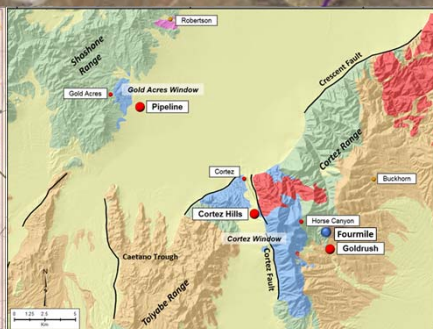 Robertson
Shoshone
Range
Crescent Fault
Gold Acres Window
Gold Acres
Pipeline
Cortez Range
Cortez
Buckhorn
Cortez Hills
Horse Canyon
Fourmile
Cortez Window
Goldrush
Caetano Trough
Cortez Fault
Toiyabe Range
N
0 1.25 2.5 5
Km